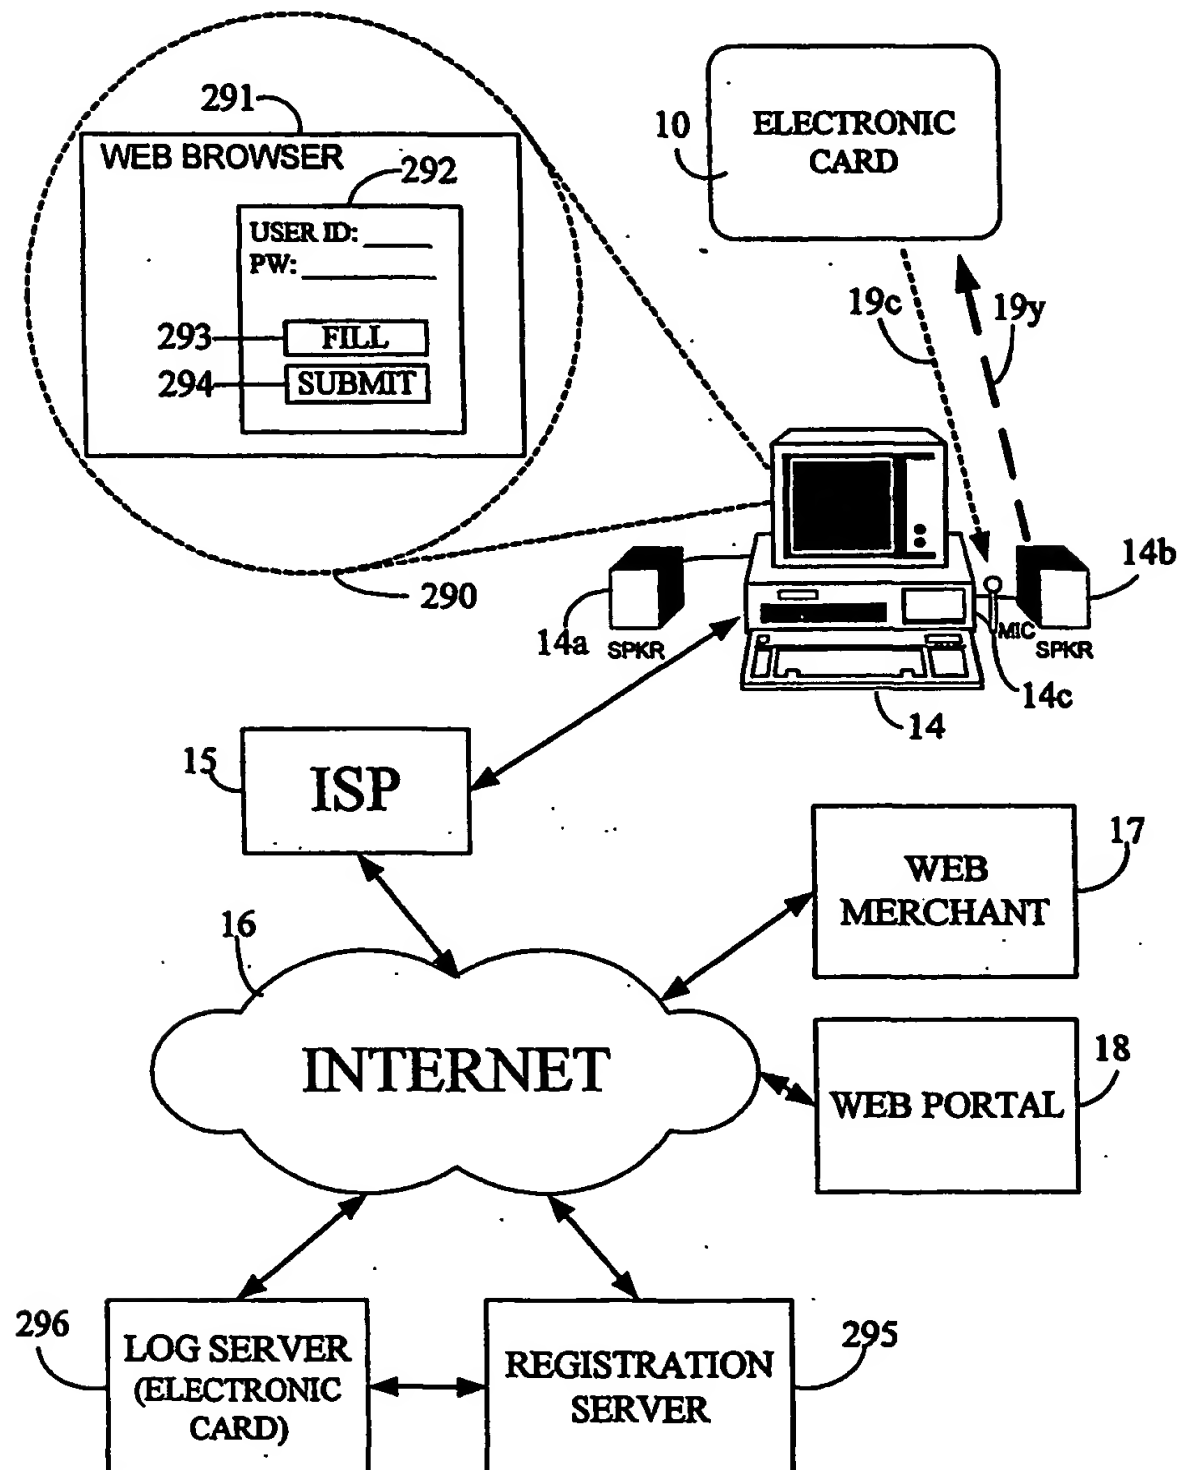 291
WEB BROWSER
292
USER ID:
PW:
293
FILL
294
SUBMIT
290
10
ELECTRONIC
CARD
19c
19y
14a
SPKR
MIC
14b
SPKR
14c
14
15
ISP
16
INTERNET
17
WEB
MERCHANT
18
WEB PORTAL
296
LOG SERVER
(ELECTRONIC
CARD)
REGISTRATION
SERVER
295